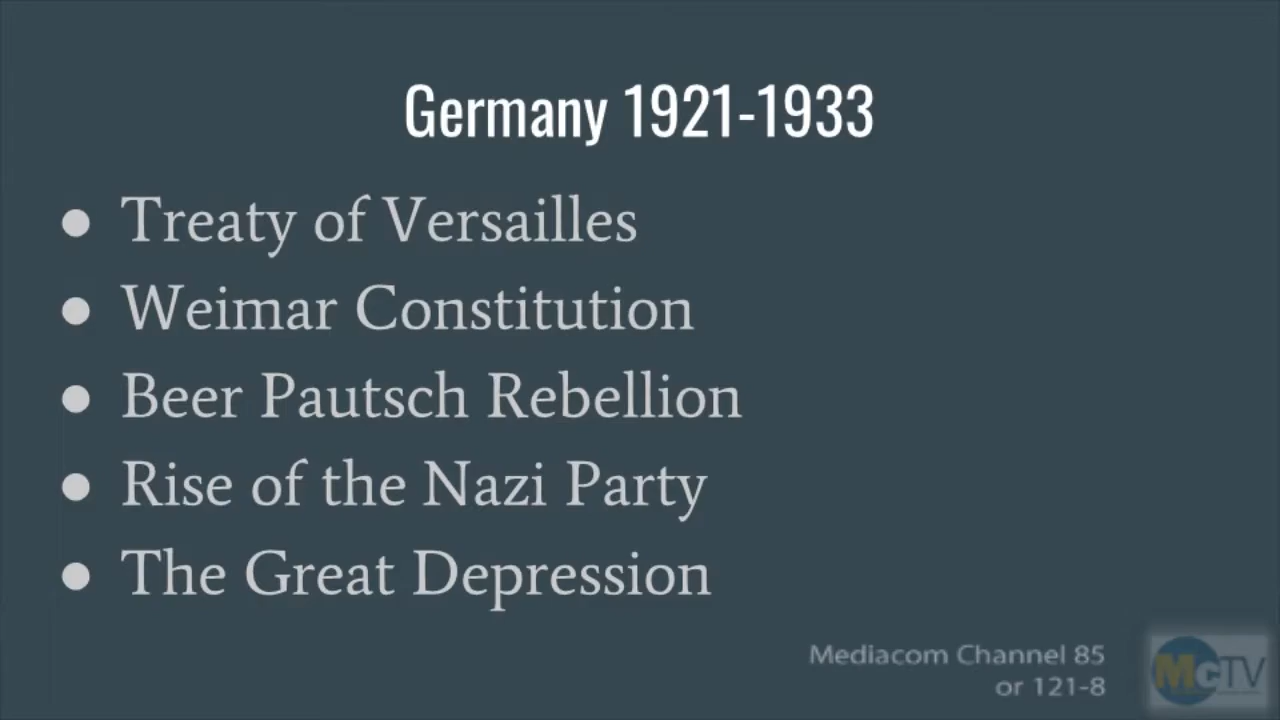 Germany 1921-1933
● Treaty of Versailles
● Weimar Constitution
● Beer Pautsch Rebellion
● Rise of the Nazi Party
● The Great Depression
Mediacom Channel 85
or 121-8
McTV